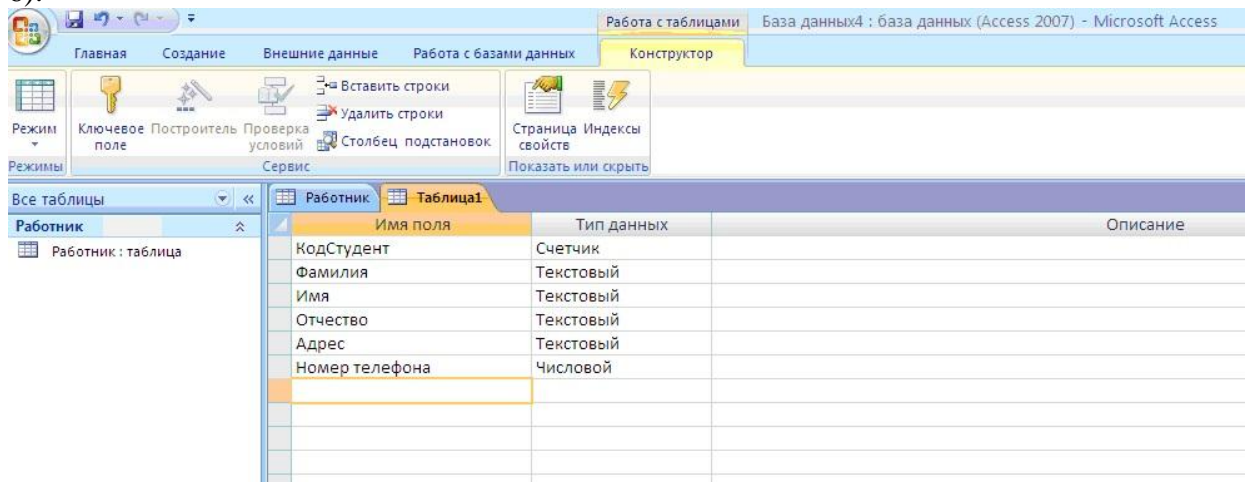 6).
Работа с таблицами База данных4 : база данных (Access 2007) - Microsoft Access
Главная Создание Внешние данные Работа с базами данных Конструктор
Режим
Ключевое поле
Построитель
Проверка условий
Вставить строки
Удалить строки
Столбец подстановок
Страница свойств
Индексы
Режимы Сервис Показать или скрыть
Все таблицы Работник Таблица1
Работник Имя поля Тип данных Описание
Работник : таблица КодСтудент Счетчик
Фамилия Текстовый
Имя Текстовый
Отчество Текстовый
Адрес Текстовый
Номер телефона Числовой